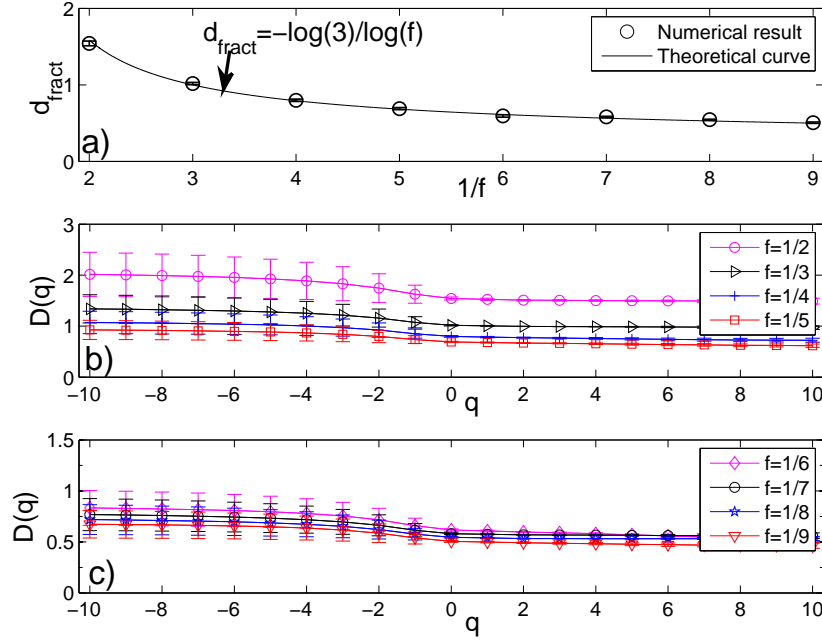 d_fract=−log(3)/log(f)
Numerical result
Theoretical curve
d_fract
2
1
0
a)
2 3 4 5 6 7 8 9
1/f
D(q)
3
2
1
0
f=1/2
f=1/3
f=1/4
f=1/5
b)
−10 −8 −6 −4 −2 0 2 4 6 8 10
q
D(q)
1.5
1
0.5
0
f=1/6
f=1/7
f=1/8
f=1/9
c)
−10 −8 −6 −4 −2 0 2 4 6 8 10
q